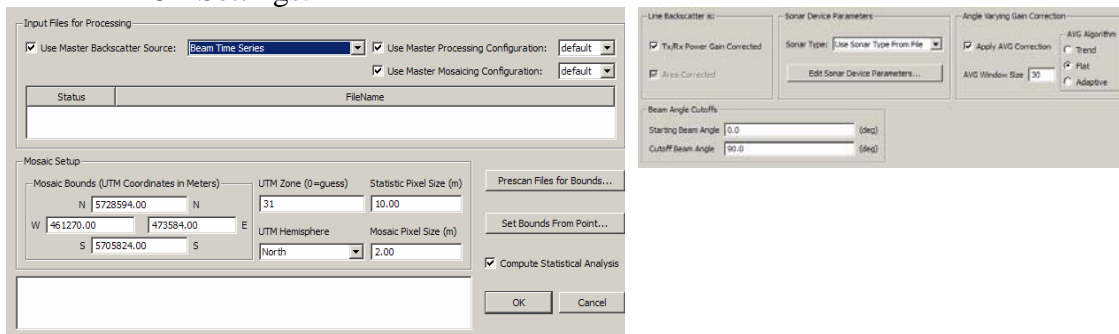 Input Files for Processing
Use Master Backscatter Source: Beam Time Series Use Master Processing Configuration: default
Use Master Mosaicing Configuration: default
Status FileName
Mosaic Setup
Mosaic Bounds (UTM Coordinates in Meters)
N 5728594.00 N
W 461270.00 473584.00 E
S 5705824.00 S
UTM Zone (0=guess)
31
UTM Hemisphere
North
Statistic Pixel Size (m)
10.00
Mosaic Pixel Size (m)
2.00
Prescan Files for Bounds...
Set Bounds From Point...
Compute Statistical Analysis
OK Cancel
Line Backscatter is:
Tx/Rx Power Gain Corrected
Area Corrected
Sonar Device Parameters
Sonar Type: Use Sonar Type From File
Edit Sonar Device Parameters...
Angle Varying Gain Correction
Apply AVG Correction
AVG Window Size 30
AVG Algorithm
Trend
Flat
Adaptive
Beam Angle Cutoffs
Starting Beam Angle 0.0 (deg)
Cutoff Beam Angle 90.0 (deg)